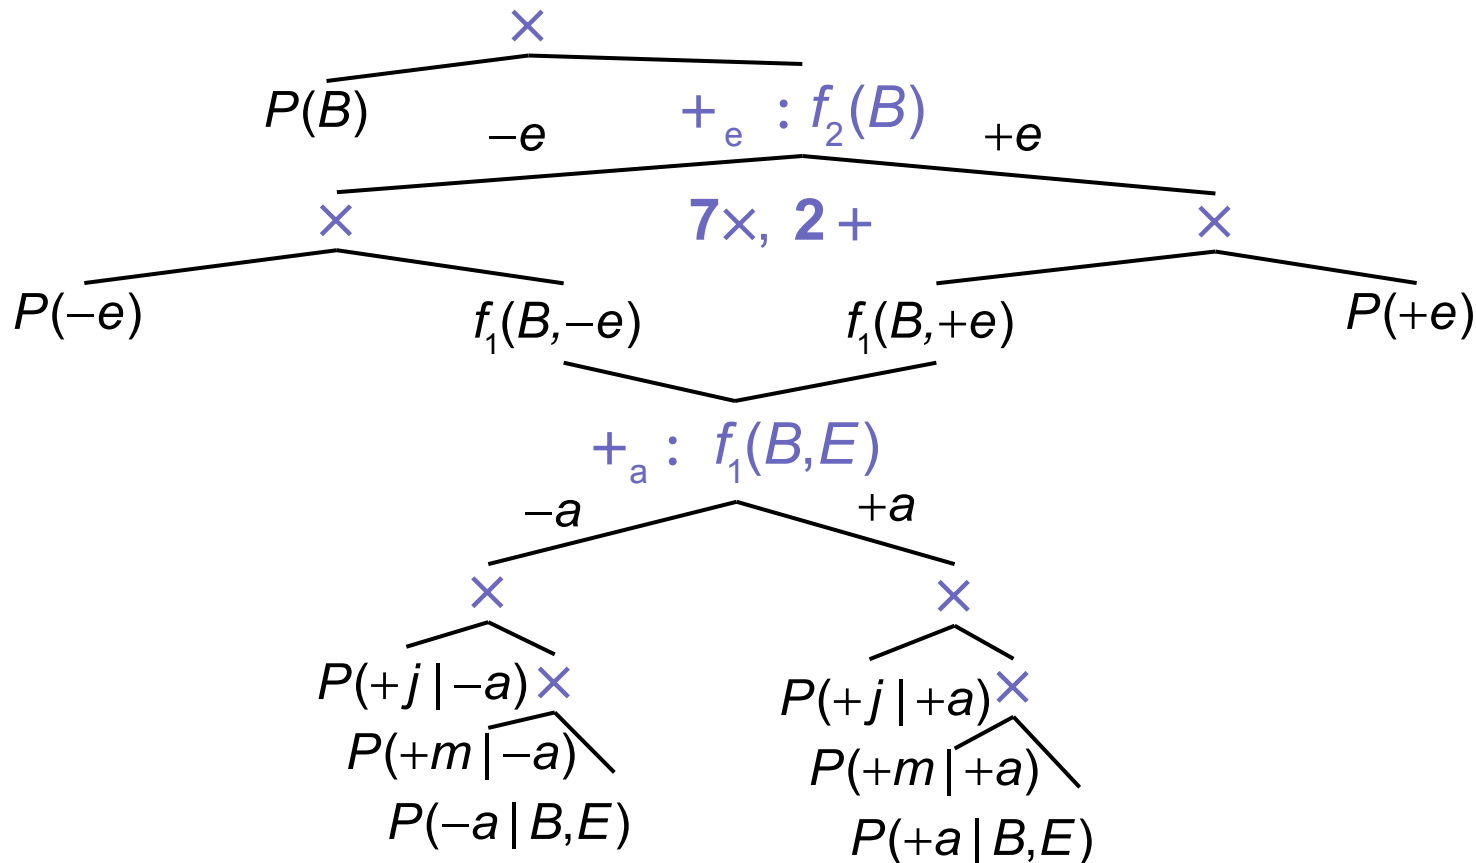 ×
P(B)
+e : f2(B)
−e
+e
×
7×, 2 +
×
P(−e)
f1(B,−e)
f1(B,+e)
P(+e)
+a : f1(B,E)
−a
+a
×
×
P(+j|−a) ×
P(+j|+a) ×
P(+m|−a)
P(+m|+a)
P(−a|B,E)
P(+a|B,E)